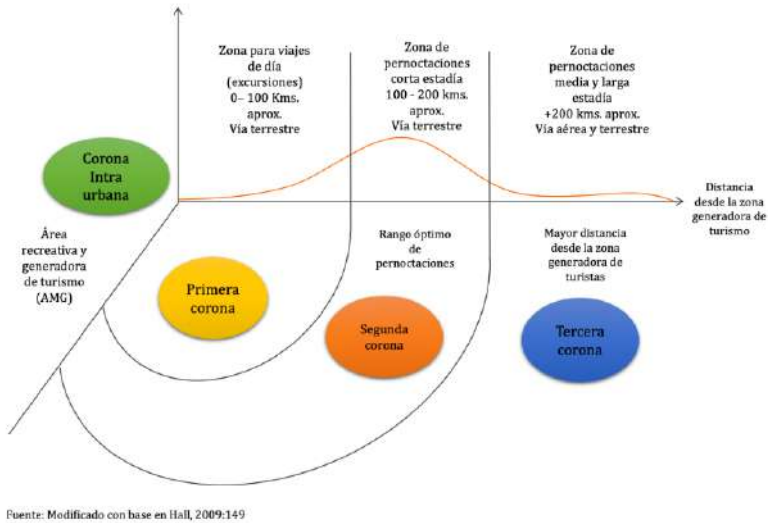 Zona para viajes
de día
(excursiones)
0– 100 Kms.
aprox.
Vía terrestre
Zona de
pernoctaciones
corta estadía
100 - 200 kms.
aprox.
Vía terrestre
Zona de
pernoctaciones
media y larga
estadía
+200 kms. aprox.
Vía aérea y terrestre
Corona
Intra
urbana
Distancia
desde la zona
generadora de
turismo
Área
recreativa y
generadora
de turismo
(AMG)
Rango óptimo
de
pernoctaciones
Mayor distancia
desde la zona
generadora de
turistas
Primera
corona
Segunda
corona
Tercera
corona
Fuente: Modificado con base en Hall, 2009:149